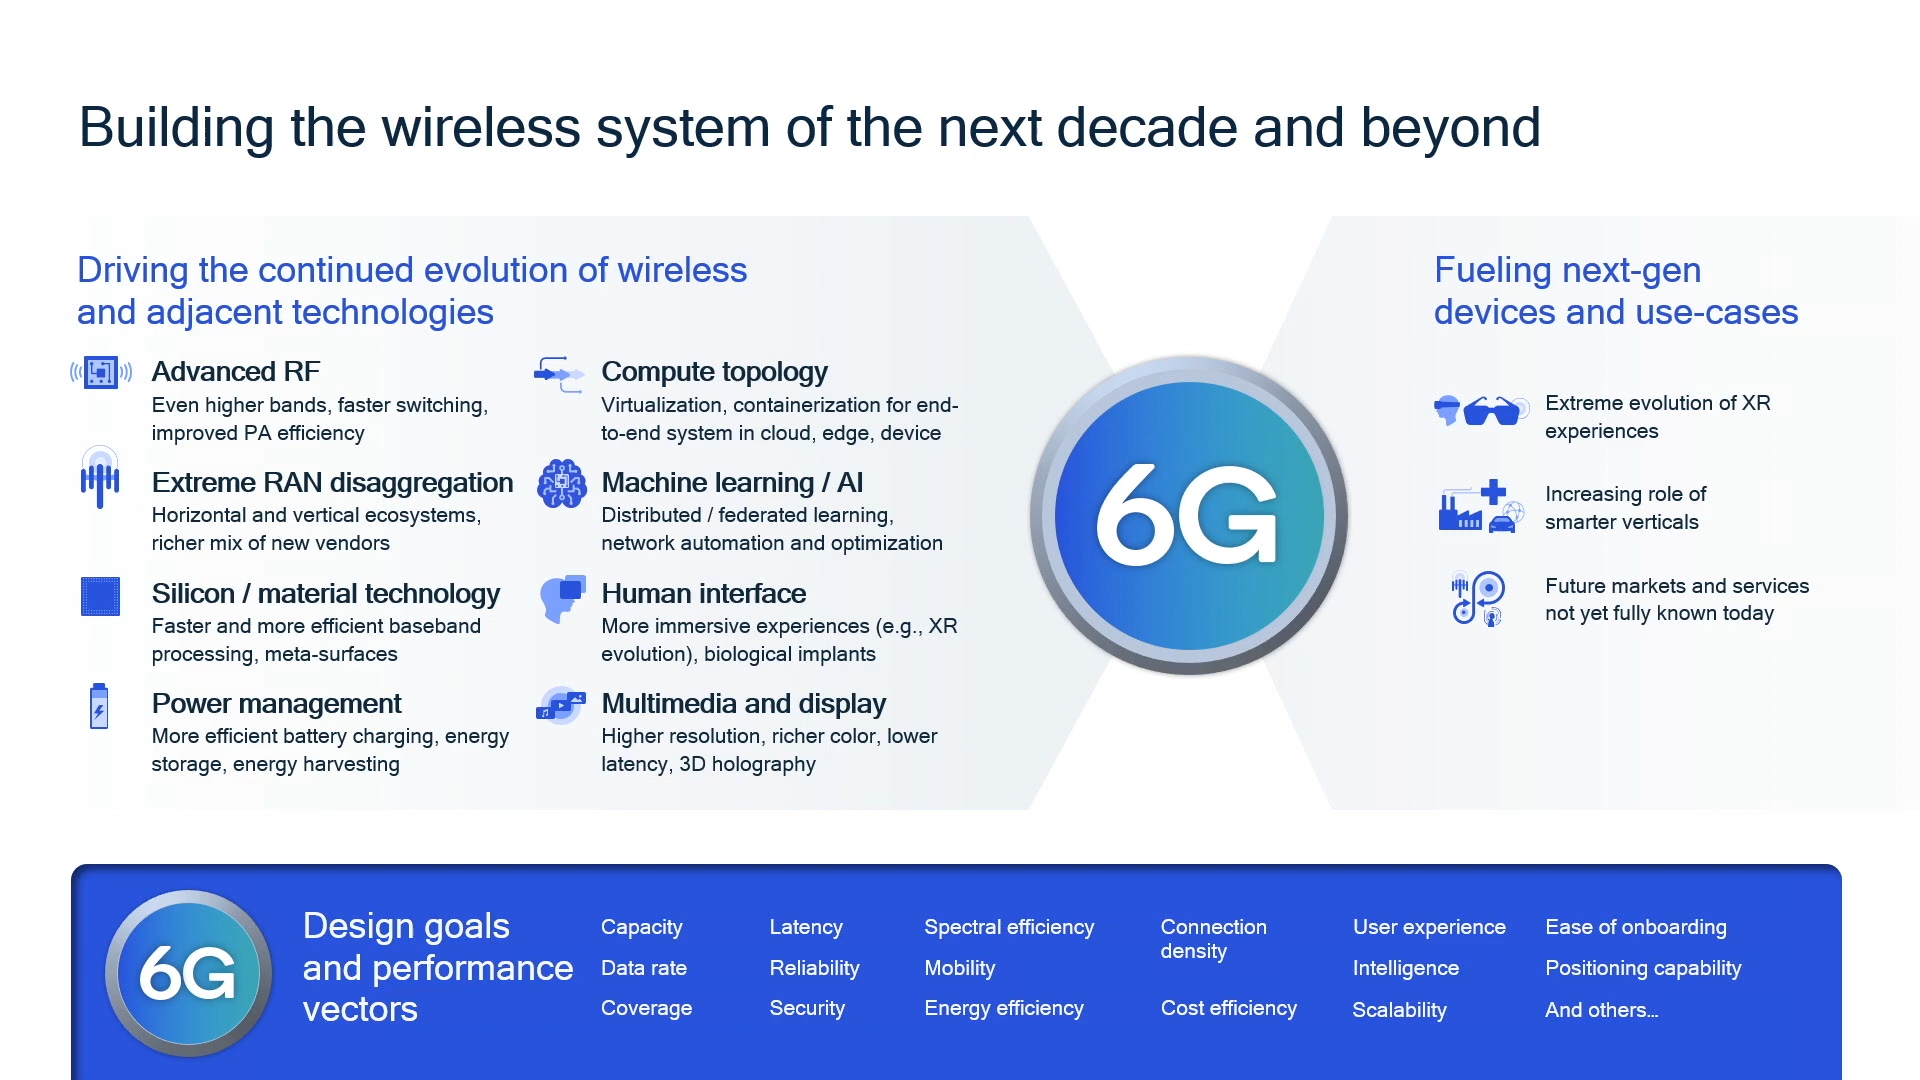 Building the wireless system of the next decade and beyond
Driving the continued evolution of wireless
and adjacent technologies
Advanced RF
Even higher bands, faster switching,
improved PA efficiency
Extreme RAN disaggregation
Horizontal and vertical ecosystems,
richer mix of new vendors
Silicon / material technology
Faster and more efficient baseband
processing, meta-surfaces
Power management
More efficient battery charging, energy
storage, energy harvesting
Compute topology
Virtualization, containerization for end-
to-end system in cloud, edge, device
Machine learning / AI
Distributed / federated learning,
network automation and optimization
Human interface
More immersive experiences (e.g., XR
evolution), biological implants
Multimedia and display
Higher resolution, richer color, lower
latency, 3D holography
6G
Fueling next-gen
devices and use-cases
Extreme evolution of XR
experiences
Increasing role of
smarter verticals
Future markets and services
not yet fully known today
6G
Design goals
and performance
vectors
Capacity
Data rate
Coverage
Latency
Reliability
Security
Spectral efficiency
Mobility
Energy efficiency
Connection
density
Cost efficiency
User experience
Intelligence
Scalability
Ease of onboarding
Positioning capability
And others…